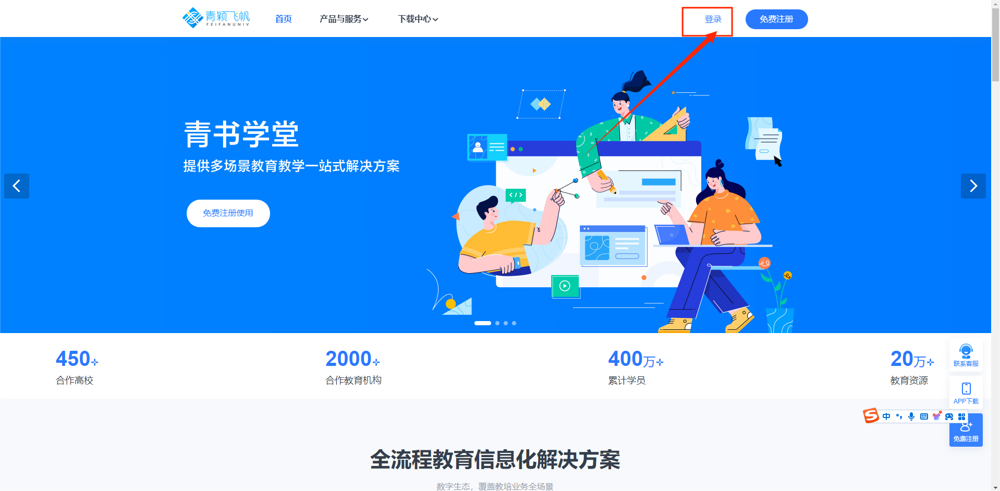 青颖飞帆
FEIFANUNIV
首页
产品与服务
下载中心
登录
免费注册
青书学堂
提供多场景教育教学一站式解决方案
免费注册使用
450+
合作高校
2000+
合作教育机构
400万+
累计学员
20万+
教育资源
联系客服
APP下载
中
免费注册
全流程教育信息化解决方案
数字生态，覆盖教培业务全场景